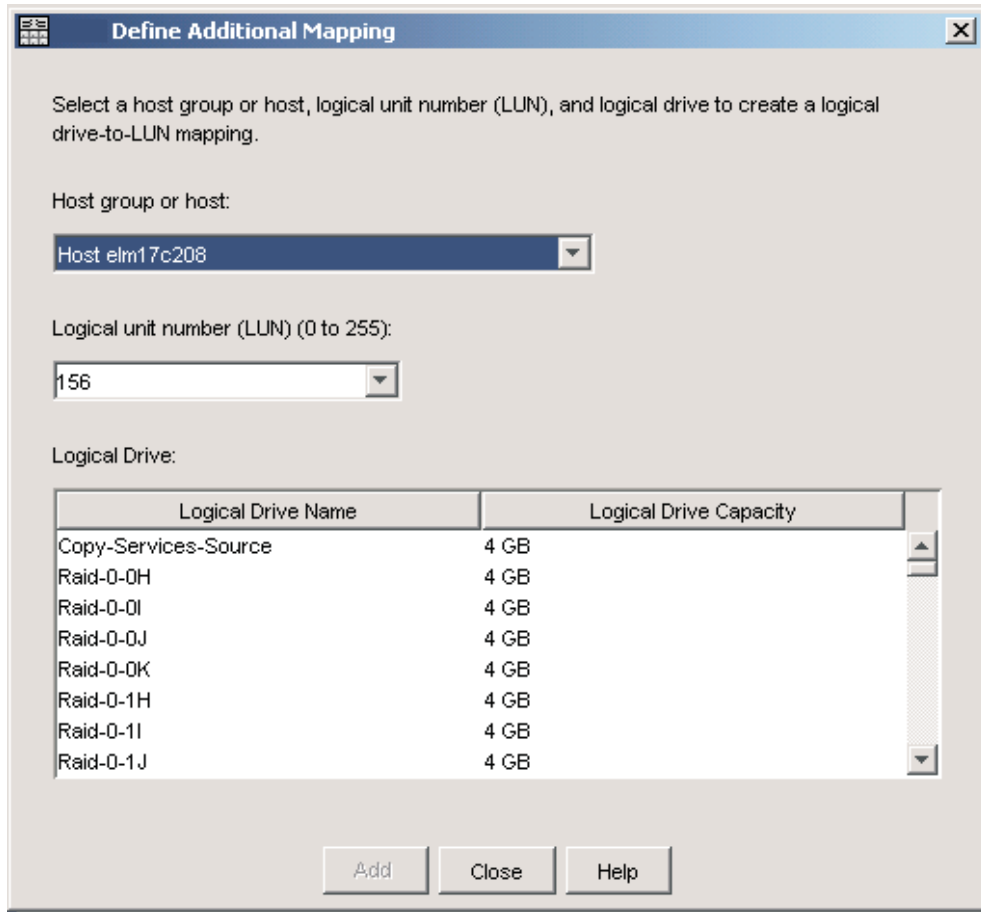 Define Additional Mapping
Select a host group or host, logical unit number (LUN), and logical drive to create a logical
drive-to-LUN mapping.
Host group or host:
Host elm17c208
Logical unit number (LUN) (0 to 255):
156
Logical Drive:
Logical Drive Name Logical Drive Capacity
Copy-Services-Source 4 GB
Raid-0-0H 4 GB
Raid-0-0I 4 GB
Raid-0-0J 4 GB
Raid-0-0K 4 GB
Raid-0-1H 4 GB
Raid-0-1I 4 GB
Raid-0-1J 4 GB
Add Close Help